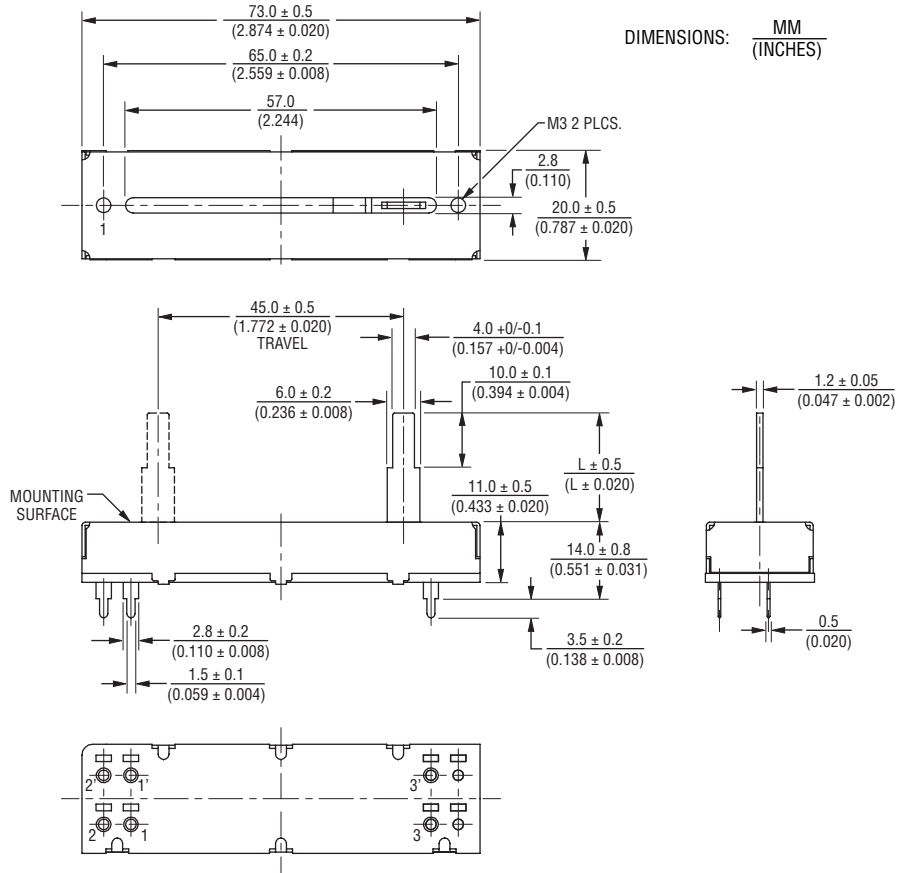 73.0 ± 0.5
(2.874 ± 0.020)
DIMENSIONS: MM
(INCHES)
65.0 ± 0.2
(2.559 ± 0.008)
57.0
(2.244)
M3 2 PLCS.
2.8
(0.110)
20.0 ± 0.5
(0.787 ± 0.020)
1
45.0 ± 0.5
(1.772 ± 0.020)
TRAVEL
4.0 +0/-0.1
(0.157 +0/-0.004)
10.0 ± 0.1
(0.394 ± 0.004)
6.0 ± 0.2
(0.236 ± 0.008)
1.2 ± 0.05
(0.047 ± 0.002)
L ± 0.5
(L ± 0.020)
11.0 ± 0.5
(0.433 ± 0.020)
MOUNTING
SURFACE
14.0 ± 0.8
(0.551 ± 0.031)
2.8 ± 0.2
(0.110 ± 0.008)
3.5 ± 0.2
(0.138 ± 0.008)
0.5
(0.020)
1.5 ± 0.1
(0.059 ± 0.004)
2' 1' 3'
2 1 3